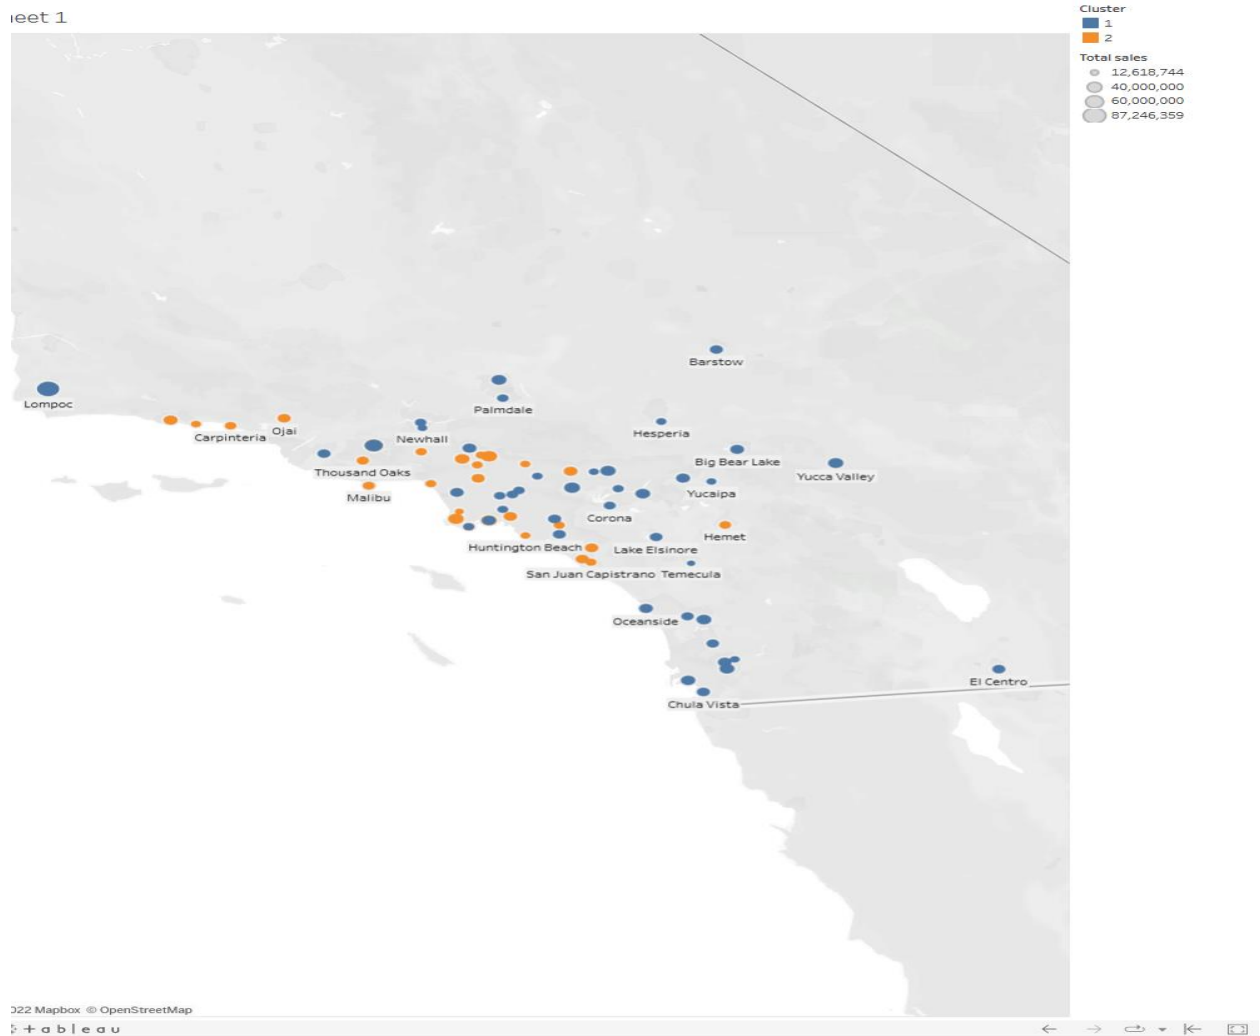 eet 1
Cluster
1
2
Total sales
12,618,744
40,000,000
60,000,000
87,246,359
Barstow
Lompoc
Palmdale
Carpinteria
Ojai
Newhall
Hesperia
Big Bear Lake
Thousand Oaks
Yucca Valley
Malibu
Yucaipa
Corona
Hemet
Huntington Beach
Lake Elsinore
San Juan Capistrano
Temecula
Oceanside
El Centro
Chula Vista
022 Mapbox © OpenStreetMap
+ a b l e a u